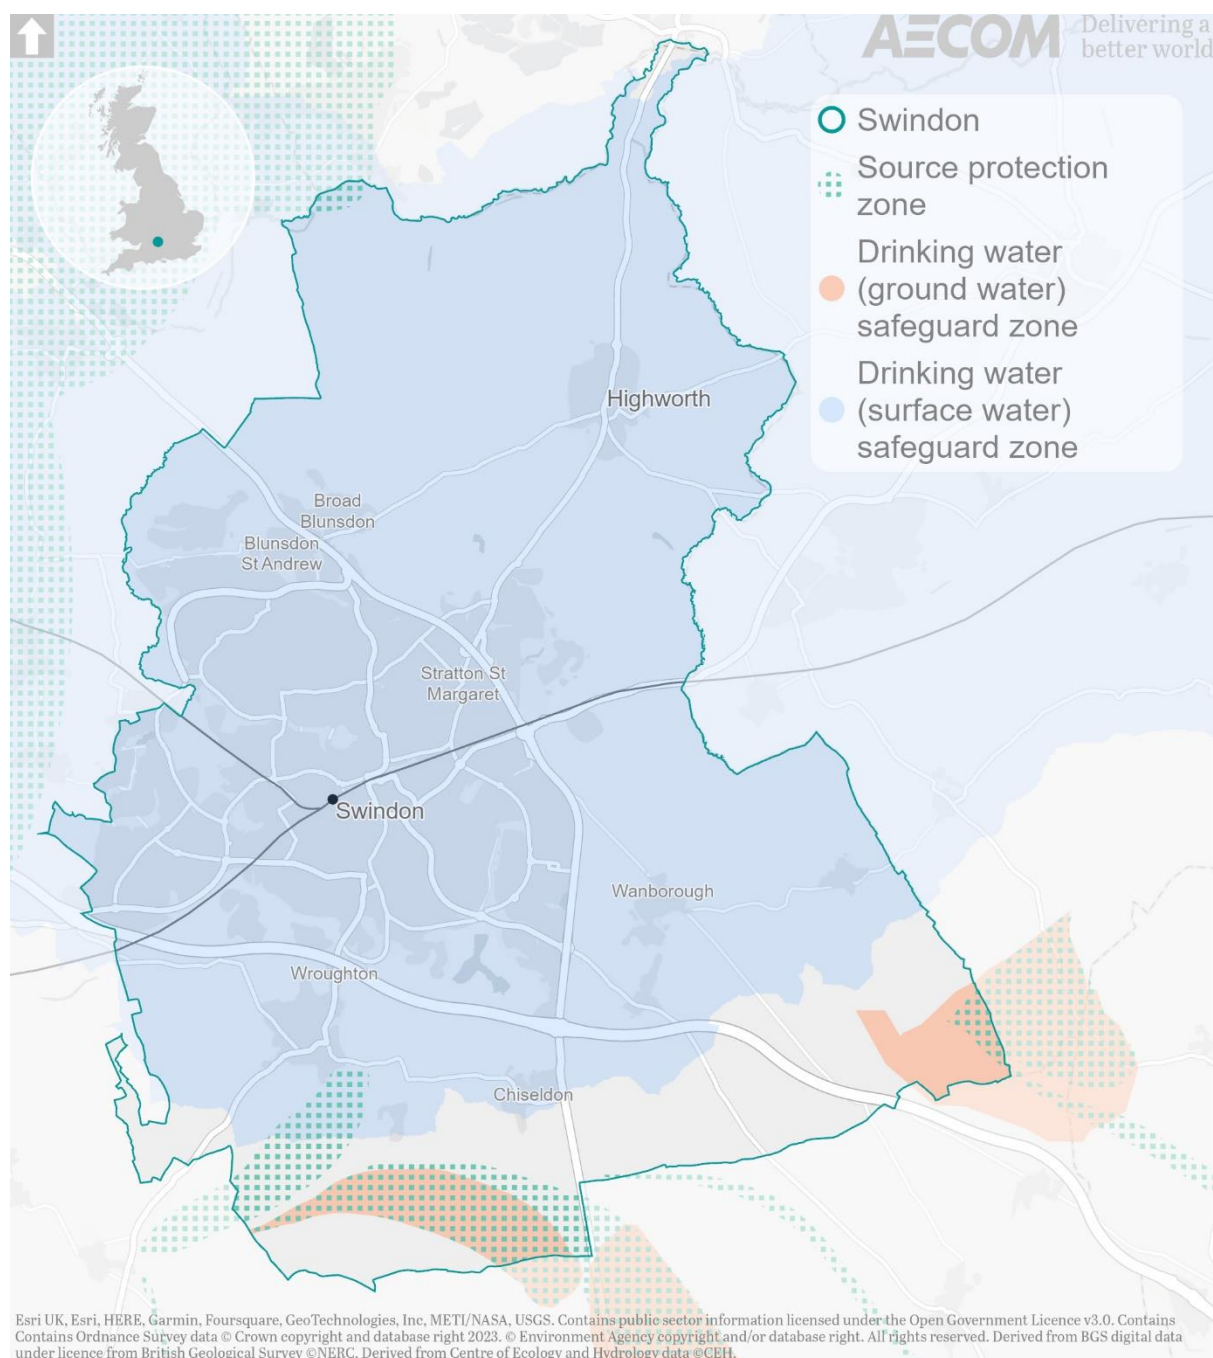 AECOM
Delivering a
better world
Swindon
Source protection
zone
Drinking water
(ground water)
safeguard zone
Drinking water
(surface water)
safeguard zone
Highworth
Broad
Blunsdon
Blunsdon
St Andrew
Stratton St
Margaret
Swindon
Wanborough
Wroughton
Chiseldon
Esri UK, Esri, HERE, Garmin, Foursquare, GeoTechnologies, Inc, METI/NASA, USGS. Contains public sector information licensed under the Open Government Licence v3.0. Contains
Contains Ordnance Survey data © Crown copyright and database right 2023. © Environment Agency copyright and/or database right. All rights reserved. Derived from BGS digital data
under licence from British Geological Survey ©NERC. Derived from Centre of Ecology and Hydrology data ©CEH.